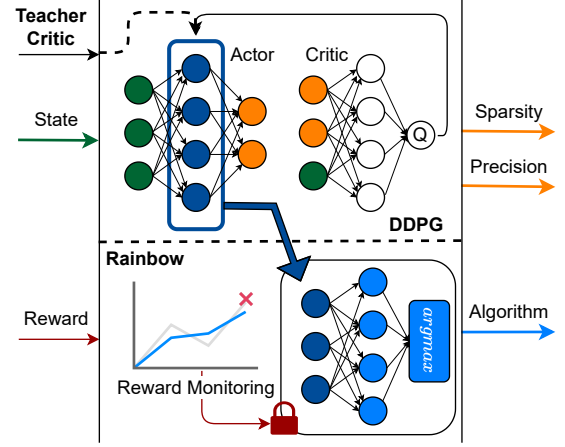 Teacher
Critic
Actor
Critic
State
Q
Sparsity
Precision
DDPG
Rainbow
Reward
Algorithm
argmax
Reward Monitoring